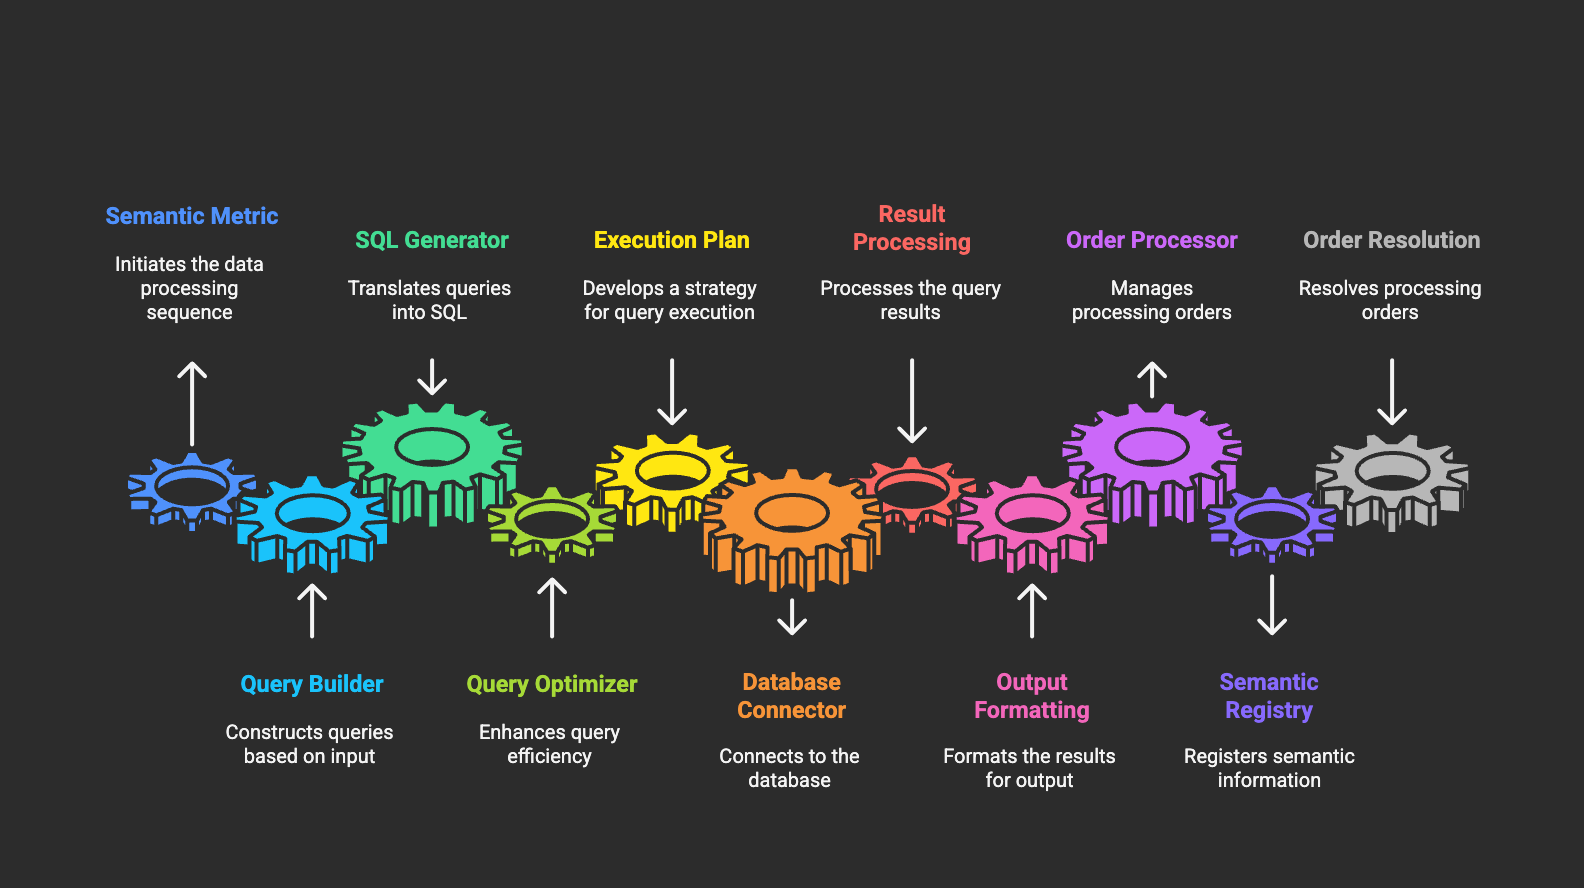 Semantic Metric
Initiates the data
processing
sequence
SQL Generator
Translates queries
into SQL
Execution Plan
Develops a strategy
for query execution
Result
Processing
Processes the query
results
Order Processor
Manages
processing orders
Order Resolution
Resolves processing
orders
Query Builder
Constructs queries
based on input
Query Optimizer
Enhances query
efficiency
Database
Connector
Connects to the
database
Output
Formatting
Formats the results
for output
Semantic
Registry
Registers semantic
information